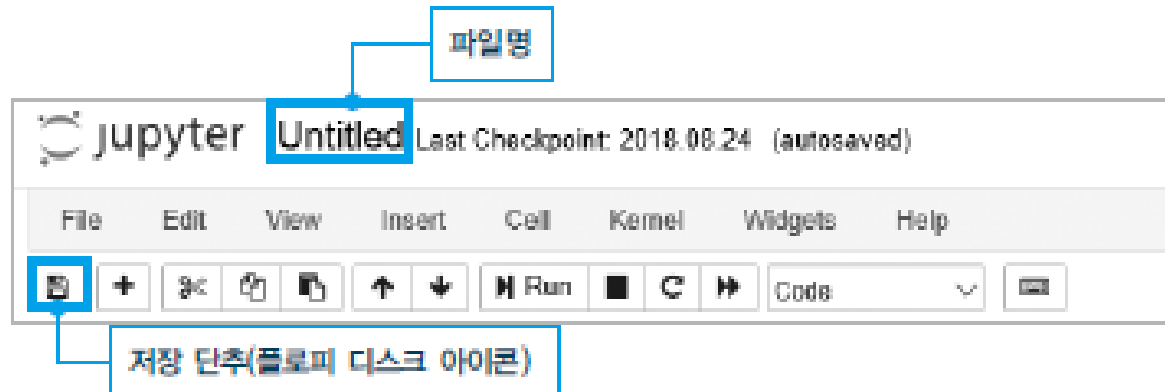 파일명
jupyter Untitled Last Checkpoint: 2018.08.24 (autosaved)
File Edit View Insert Cell Kernel Widgets Help
Run Code
저장 단추(플로피 디스크 아이콘)